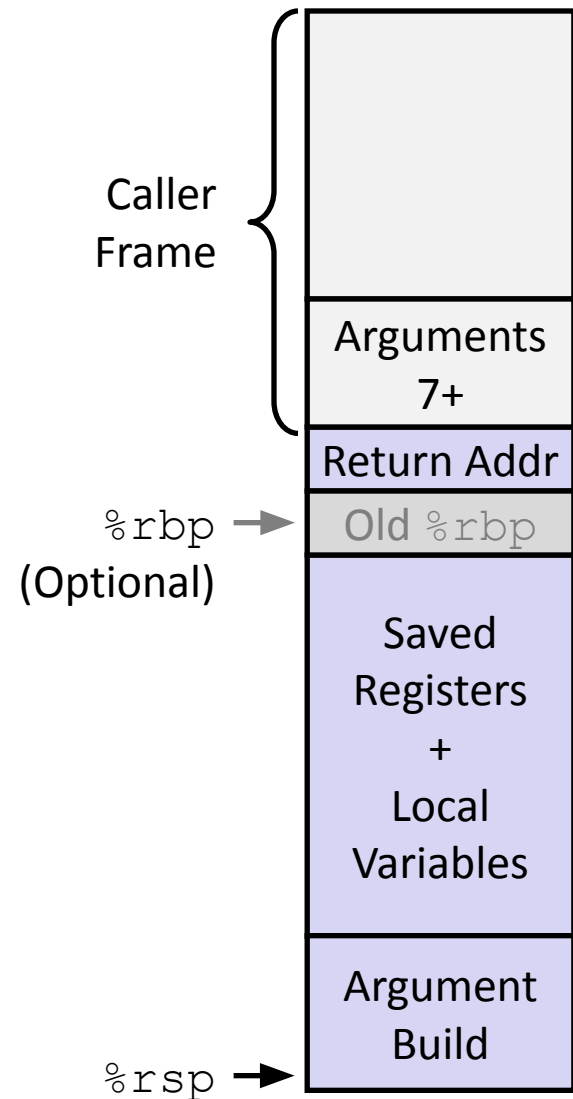 Caller
Frame
Arguments
7+
Return Addr
%rbp
(Optional)
Old %rbp
Saved
Registers
+
Local
Variables
Argument
Build
%rsp